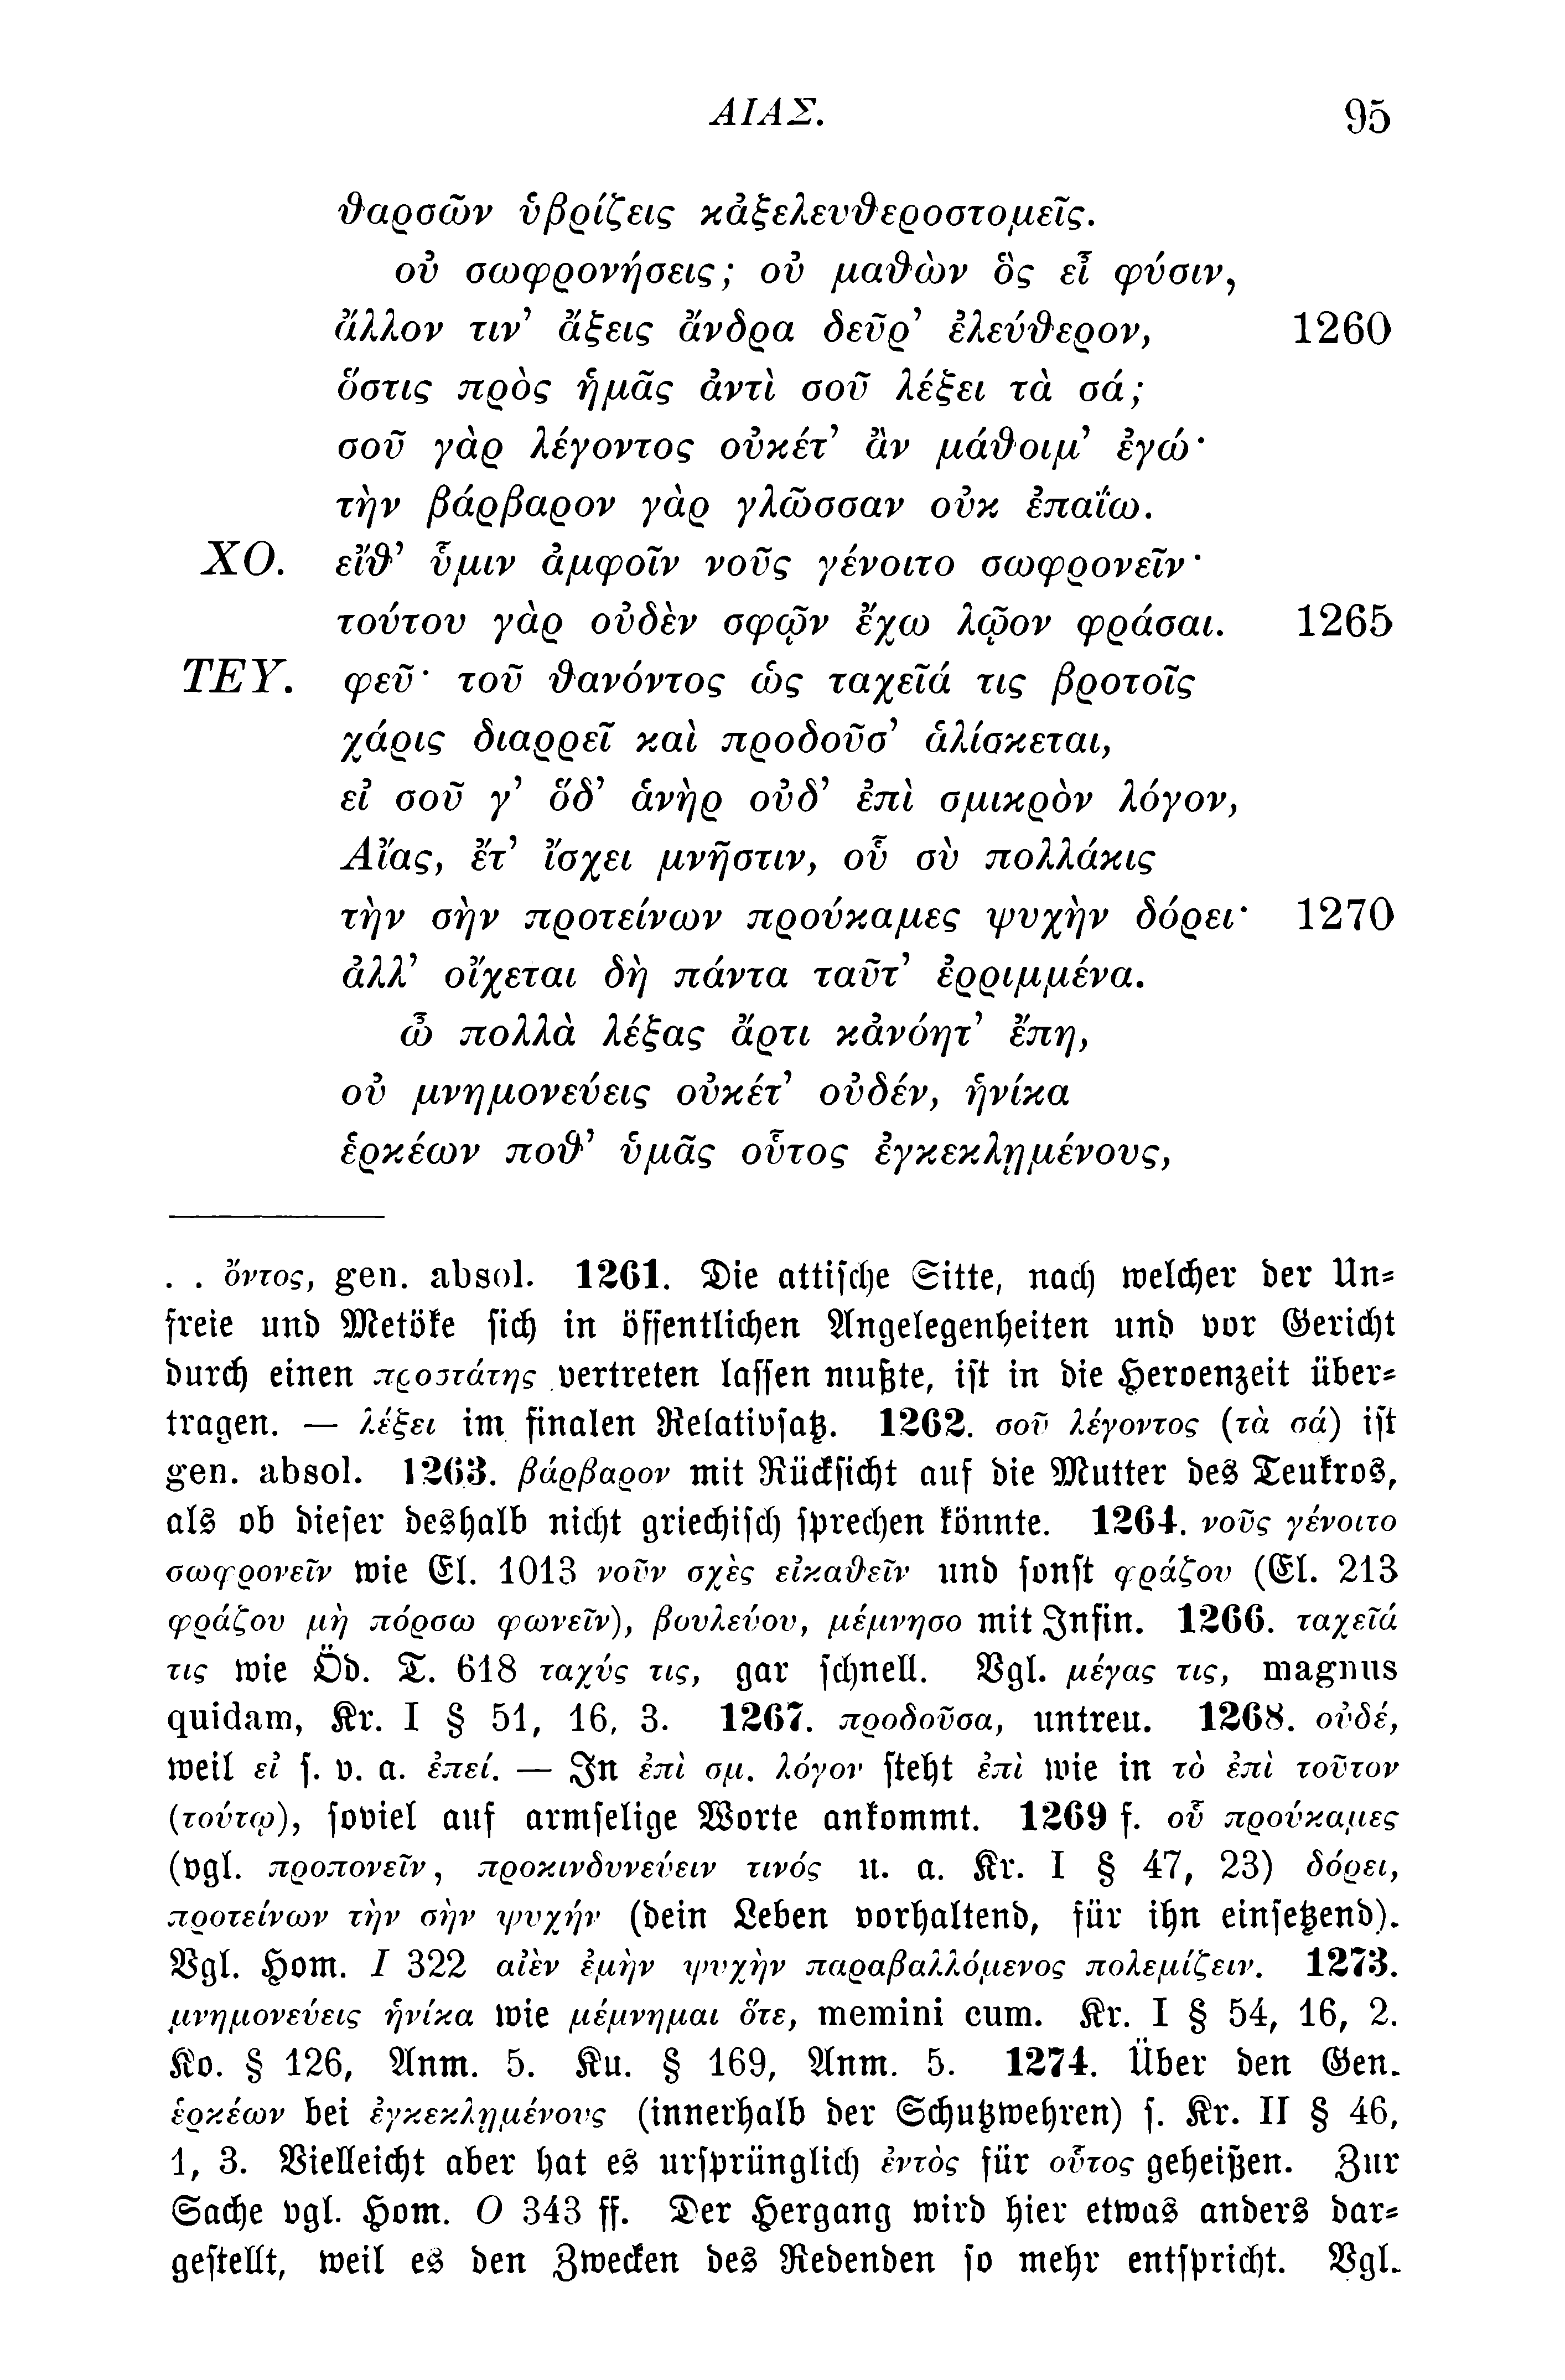 ΑΙΑΣ. 95
θαρσῶν ὑβρίζεις κἀξελευθεροστομεῖς.
οὐ σωφρονήσεις; οὐ μαθὼν ὃς εἶ φύσιν,
ἄλλον τιν’ ἄξεις ἄνδρα δεῦρ’ ἐλεύθερον, 1260
ὅστις πρὸς ἡμᾶς ἀντὶ σοῦ λέξει τὰ σά;
σοῦ γὰρ λέγοντος οὐκέτ’ ἂν μάθοιμ’ ἐγώ·
τὴν βάρβαρον γὰρ γλῶσσαν οὐκ ἐπαΐω.
ΧΟ. εἴθ’ ὗμιν ἀμφοῖν νοῦς γένοιτο σωφρονεῖν·
τούτου γὰρ οὐδὲν σφῷν ἔχω λῷον φράσαι. 1265
ΤΕΥ. φεῦ· τοῦ θανόντος ὡς ταχεῖά τις βροτοῖς
χάρις διαρρεῖ καὶ προδοῦσ’ ἁλίσκεται,
εἰ σοῦ γ’ ὅδ’ ἁνὴρ οὐδ’ ἐπὶ σμικρὸν λόγον,
Αἴας, ἔτ’ ἴσχει μνῆστιν, οὗ σὺ πολλάκις
τὴν σὴν προτείνων προύκαμες ψυχὴν δόρει· 1270
ἀλλ’ οἴχεται δὴ πάντα ταῦτ’ ἐρριμμένα.
ὦ πολλὰ λέξας ἄρτι κἀνόητ’ ἔπη,
οὐ μνημονεύεις οὐκέτ’ οὐδέν, ἡνίκα
ἑρκέων ποθ’ ὑμᾶς οὗτος ἐγκεκλῃμένους,
. . ὄντος, gen. absol. 1261. Die attische Sitte, nach welcher der Un-
freie und Metöke sich in öffentlichen Angelegenheiten und vor Gericht
durch einen προστάτης vertreten lassen mußte, ist in die Heroenzeit über-
tragen. — λέξει im finalen Relativsatz. 1262. σοῦ λέγοντος (τὰ σά) ist
gen. absol. 1263. βάρβαρον mit Rücksicht auf die Mutter des Teukros,
als ob dieser deshalb nicht griechisch sprechen könnte. 1264. νοῦς γένοιτο
σωφρονεῖν wie El. 1013 νοῦν σχὲς εἰκαθεῖν und sonst φράζου (El. 213
φράζου μὴ πόρσω φωνεῖν), βουλεύου, μέμνησο mit Infin. 1266. ταχεῖά
τις wie Öd. T. 618 ταχύς τις, gar schnell. Vgl. μέγας τις, magnus
quidam, Kr. I § 51, 16, 3. 1267. προδοῦσα, untreu. 1268. οὐδέ,
weil εἰ s. v. a. ἐπεί. — In ἐπὶ σμ. λόγον steht ἐπὶ wie in τὸ ἐπὶ τοῦτον
(τούτῳ), soviel auf armselige Worte ankommt. 1269 f. οὗ προύκαμες
(vgl. προπονεῖν, προκινδυνεύειν τινός u. a. Kr. I § 47, 23) δόρει,
προτείνων τὴν σὴν ψυχήν (dein Leben vorhaltend, für ihn einsetzend).
Vgl. Hom. I 322 αἰὲν ἐμὴν ψυχὴν παραβαλλόμενος πολεμίζειν. 1273.
μνημονεύεις ἡνίκα wie μέμνημαι ὅτε, memini cum. Kr. I § 54, 16, 2.
Ko. § 126, Anm. 5. Ku. § 169, Anm. 5. 1274. Über den Gen.
ἑρκέων bei ἐγκεκλῃμένους (innerhalb der Schutzwehren) s. Kr. II § 46,
1, 3. Vielleicht aber hat es ursprünglich ἐντὸς für οὗτος geheißen. Zur
Sache vgl. Hom. O 343 ff. Der Hergang wird hier etwas anders dar-
gestellt, weil es den Zwecken des Redenden so mehr entspricht. Vgl.